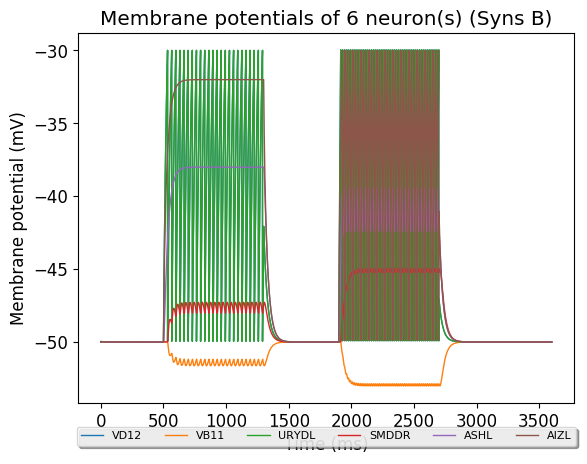 Membrane potentials of 6 neuron(s) (Syns B)
Membrane potential (mV)
−30
−35
−40
−45
−50
0 500 1000 1500 2000 2500 3000 3500
Time (ms)
VD12 VB11 URYDL SMDDR ASHL AIZL